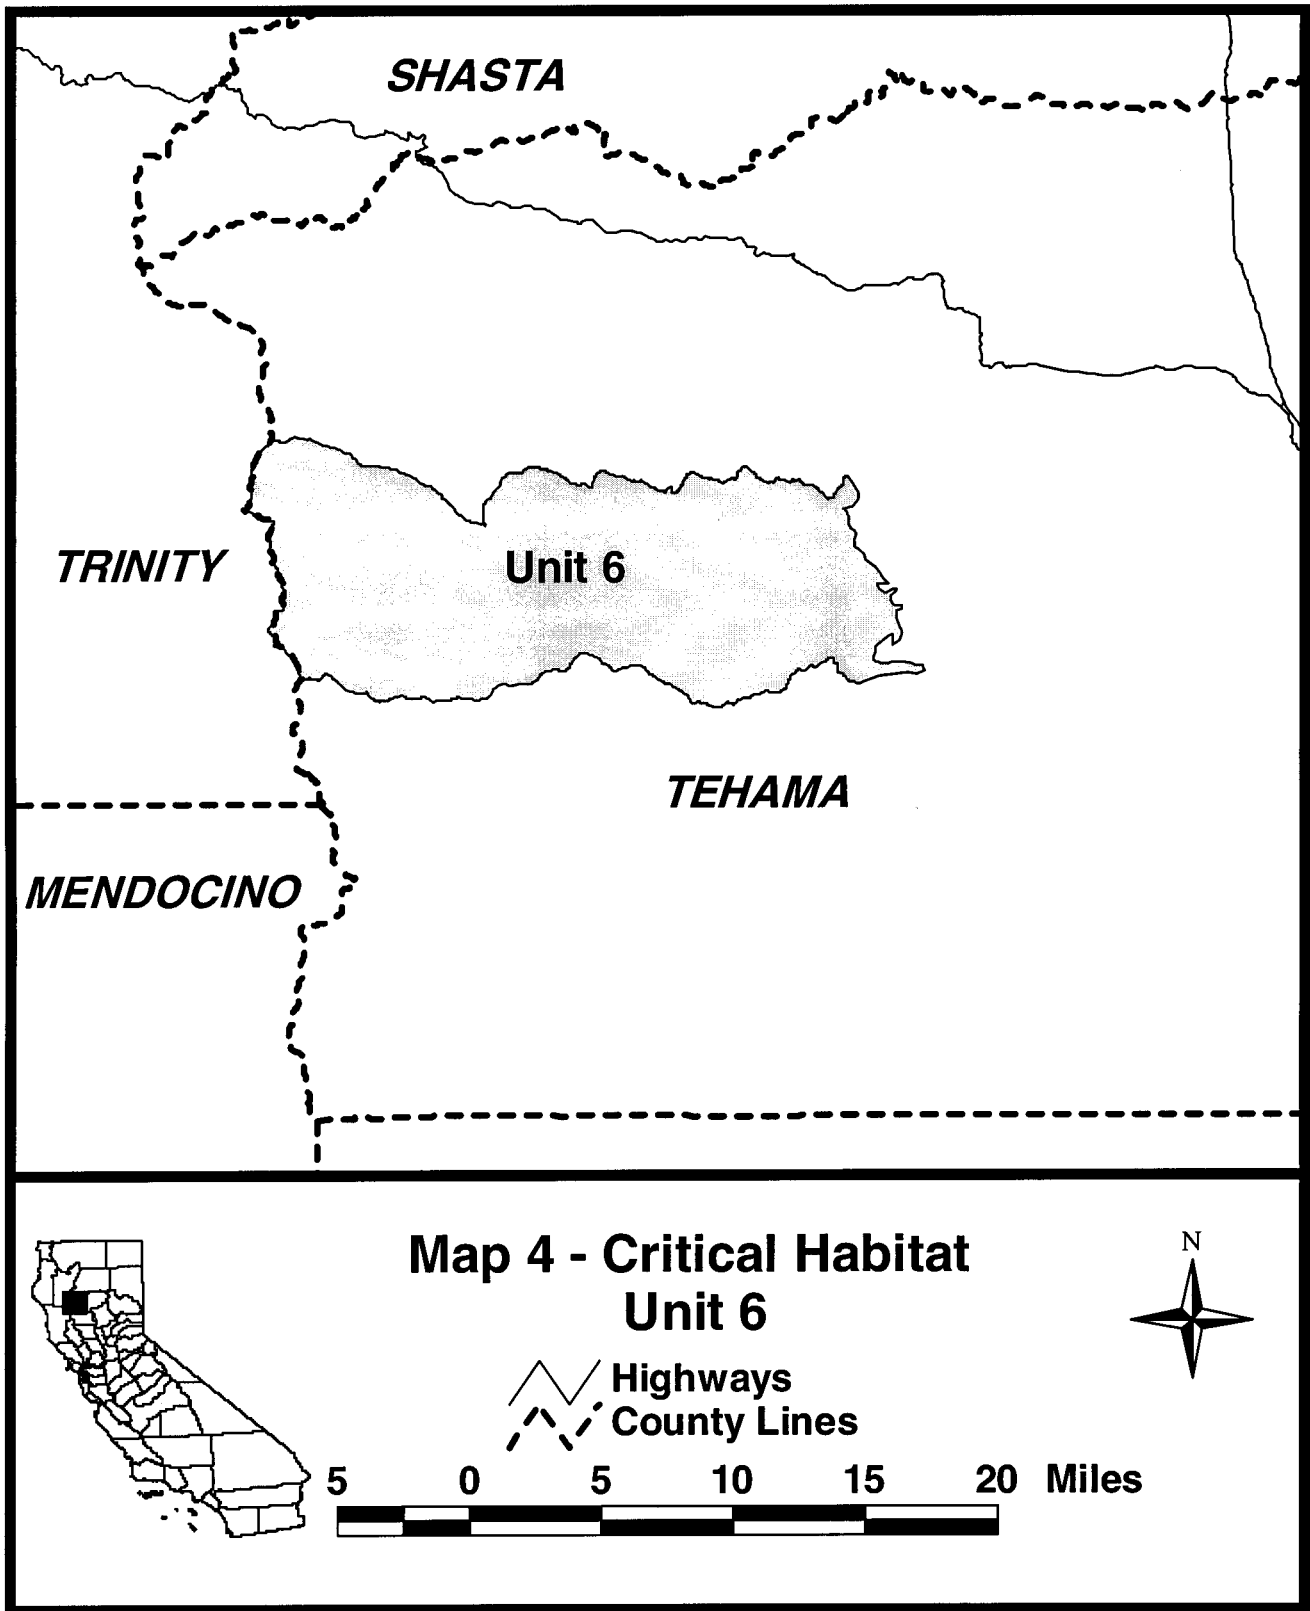 SHASTA
TRINITY
Unit 6
TEHAMA
MENDOCINO
Map 4 - Critical Habitat
Unit 6
N
Highways
County Lines
5 0 5 10 15 20 Miles